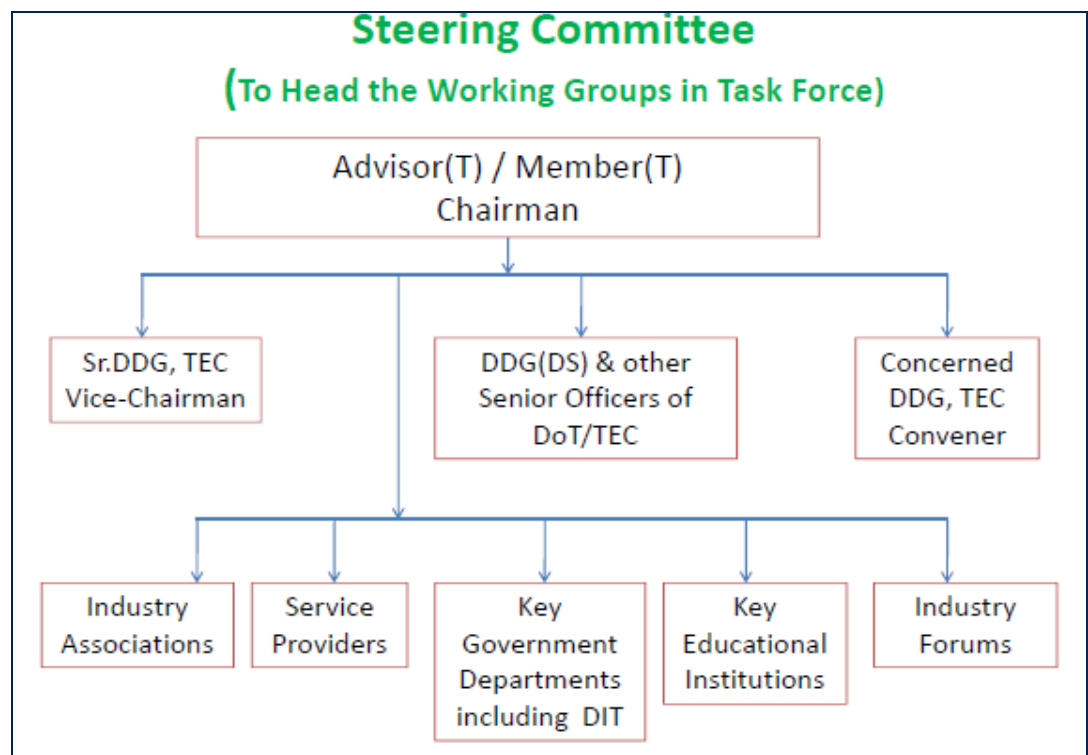 Steering Committee
(To Head the Working Groups in Task Force)
Advisor(T) / Member(T)
Chairman
Sr.DDG, TEC
Vice-Chairman
DDG(DS) & other
Senior Officers of
DoT/TEC
Concerned
DDG, TEC
Convener
Industry
Associations
Service
Providers
Key
Government
Departments
including DIT
Key
Educational
Institutions
Industry
Forums